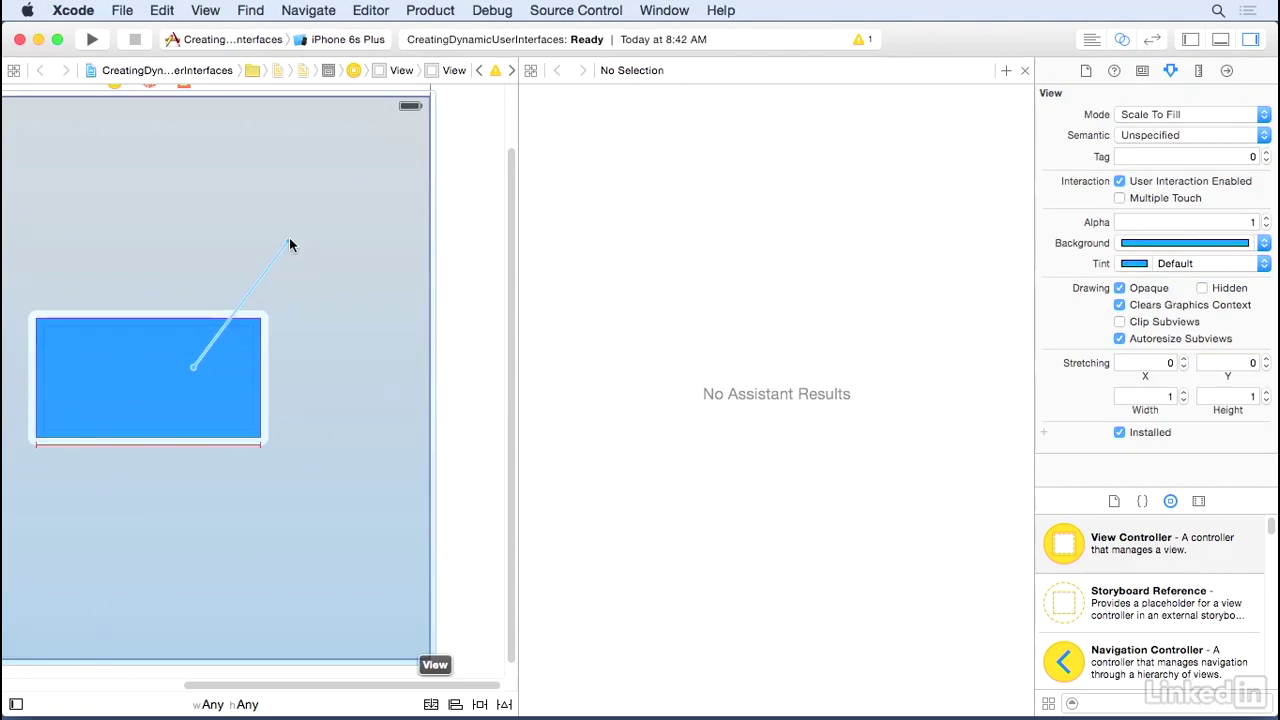 Xcode File Edit View Find Navigate Editor Product Debug Source Control Window Help
Creating...nterfaces iPhone 6s Plus CreatingDynamicUserInterfaces: Ready | Today at 8:42 AM 1
CreatingDyn...erInterfaces View View No Selection
View
Mode Scale To Fill
Semantic Unspecified
Tag 0
Interaction User Interaction Enabled
Multiple Touch
Alpha 1
Background
Tint Default
Drawing Opaque Hidden
Clears Graphics Context
Clip Subviews
Autoresize Subviews
Stretching 0 0
X Y
1 1
Width Height
Installed
No Assistant Results
View Controller - A controller
that manages a view.
Storyboard Reference -
Provides a placeholder for a view
controller in an external storybo...
Navigation Controller - A
controller that manages navigation
through a hierarchy of views.
View
wAny hAny
LinkedIn